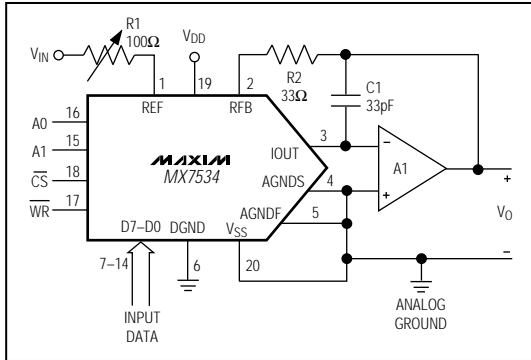 R1
100Ω
VIN
VDD
1
19
2
R2
33Ω
C1
33pF
REF
RFB
A0
16
A1
15
CS
18
WR
17
MAXIM
MX7534
IOUT
3
AGNDS
4
AGNDF
5
A1
−
+
+
VO
−
D7–D0
DGND
VSS
7–14
6
20
INPUT
DATA
ANALOG
GROUND